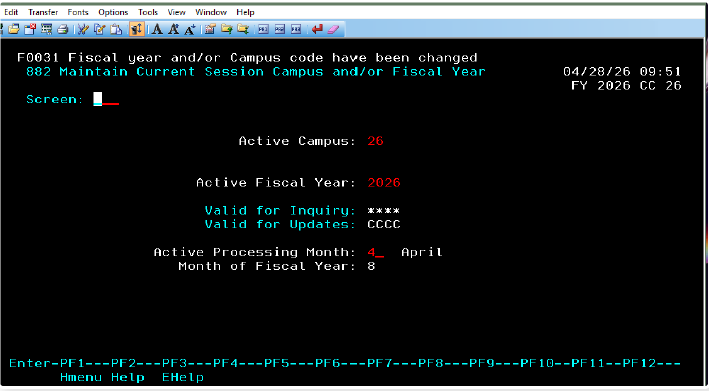 Edit Transfer Fonts Options Tools View Window Help
F0031 Fiscal year and/or Campus code have been changed
882 Maintain Current Session Campus and/or Fiscal Year 04/28/26 09:51
FY 2026 CC 26
Screen: ___
Active Campus: 26
Active Fiscal Year: 2026
Valid for Inquiry: ****
Valid for Updates: CCCC
Active Processing Month: 4_ April
Month of Fiscal Year: 8
Enter-PF1---PF2---PF3---PF4---PF5---PF6---PF7---PF8---PF9---PF10--PF11--PF12---
Hmenu Help EHelp